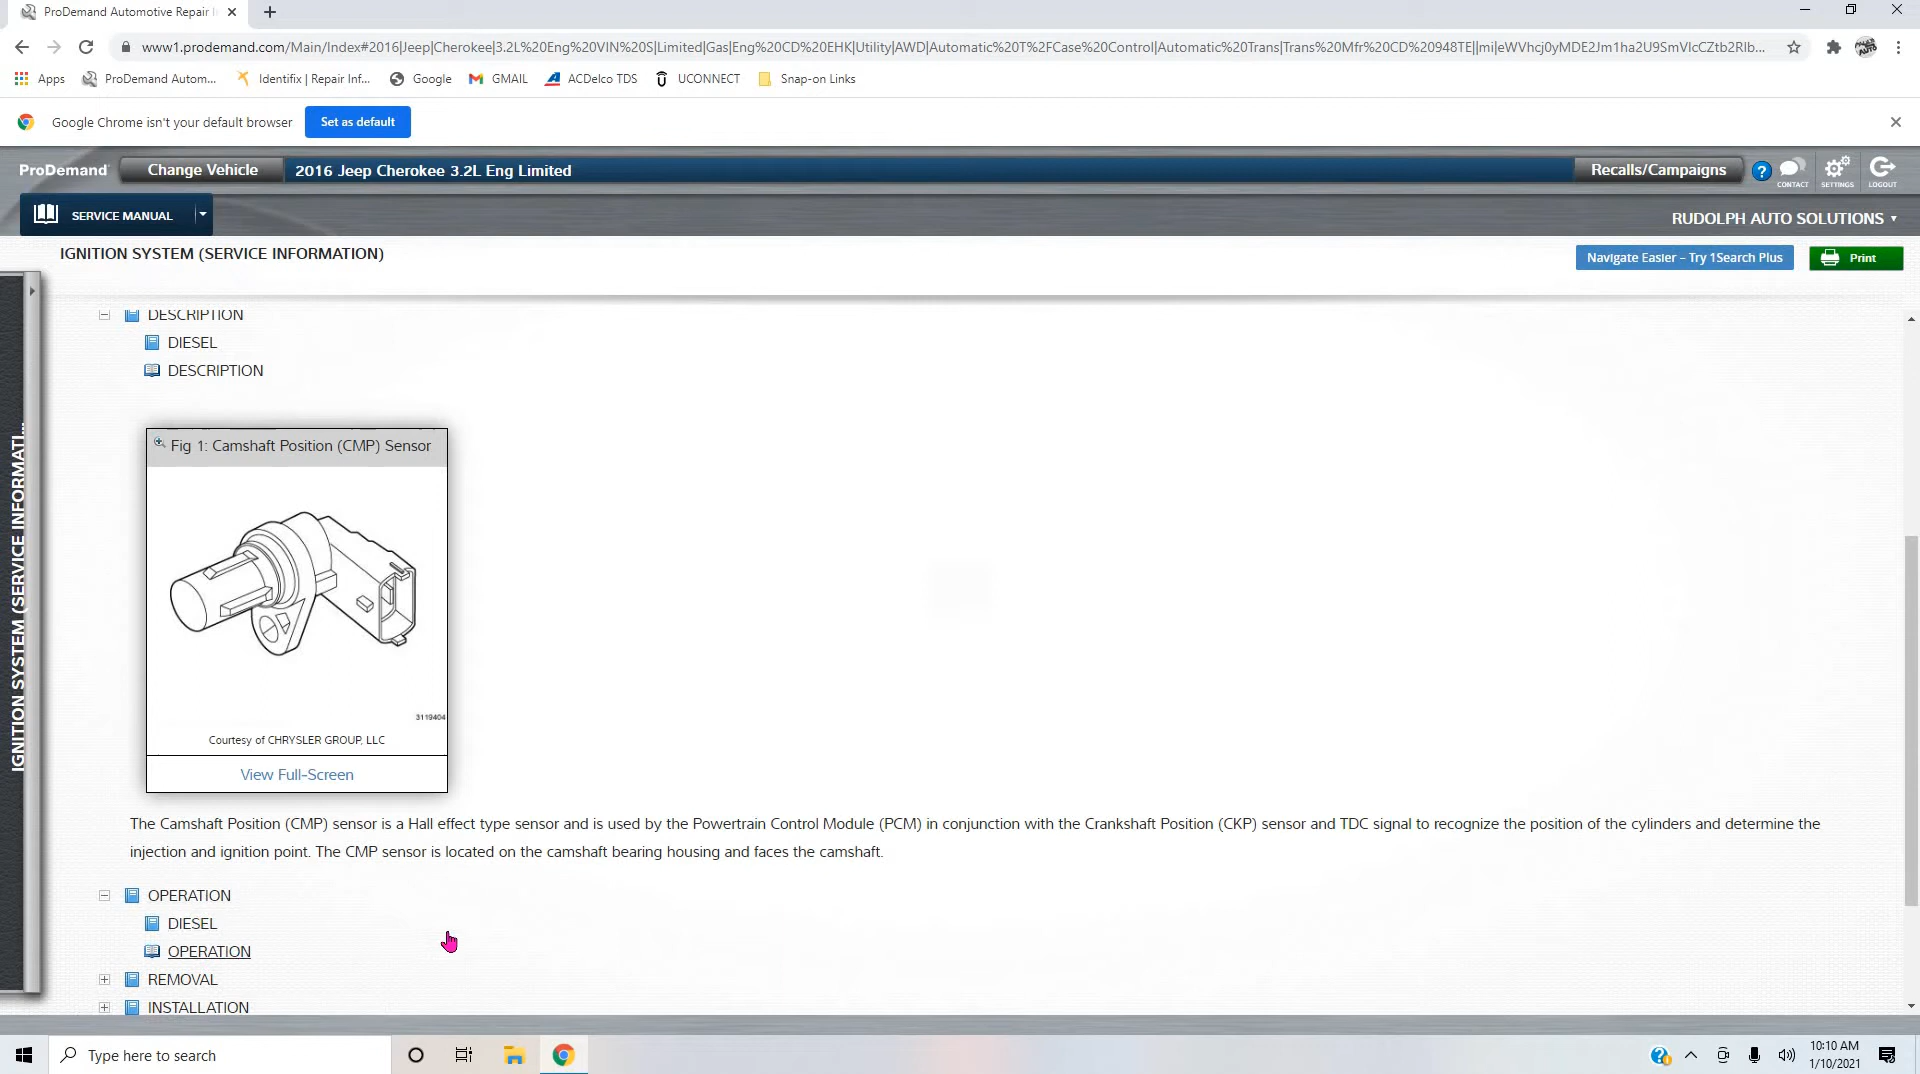 ProDemand Automotive Repair I
www1.prodemand.com/Main/Index#2016|Jeep|Cherokee|3.2L%20Eng%20VIN%20S|Limited|Gas|Eng%20CD%20EHK|Utility|AWD|Automatic%20T%2FCase%20Control|Automatic%20Trans|Trans%20Mfr%20CD%20948TE||mi|
Apps ProDemand Autom... Identifix | Repair Inf... Google GMAIL ACDelco TDS UCONNECT Snap-on Links
Google Chrome isn't your default browser Set as default
ProDemand Change Vehicle 2016 Jeep Cherokee 3.2L Eng Limited Recalls/Campaigns ? CONTACT SETTINGS LOGOUT
SERVICE MANUAL
RUDOLPH AUTO SOLUTIONS
IGNITION SYSTEM (SERVICE INFORMATION)
Navigate Easier – Try 1Search Plus Print
IGNITION SYSTEM (SERVICE INFORMATI...
DESCRIPTION
DIESEL
DESCRIPTION
Fig 1: Camshaft Position (CMP) Sensor
3119404
Courtesy of CHRYSLER GROUP, LLC
View Full-Screen
The Camshaft Position (CMP) sensor is a Hall effect type sensor and is used by the Powertrain Control Module (PCM) in conjunction with the Crankshaft Position (CKP) sensor and TDC signal to recognize the position of the cylinders and determine the
injection and ignition point. The CMP sensor is located on the camshaft bearing housing and faces the camshaft.
OPERATION
DIESEL
OPERATION
REMOVAL
INSTALLATION
Type here to search
10:10 AM
1/10/2021